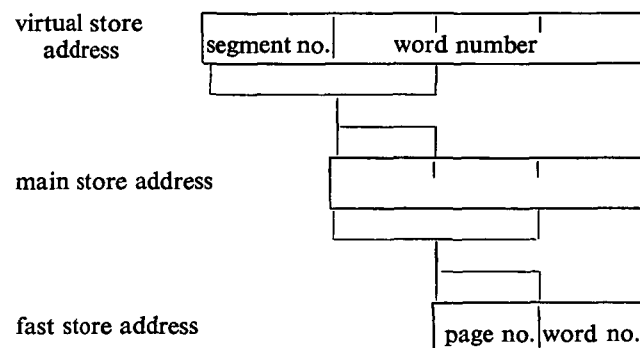 virtual store
address
segment no.
word number
main store address
fast store address
page no.
word no.